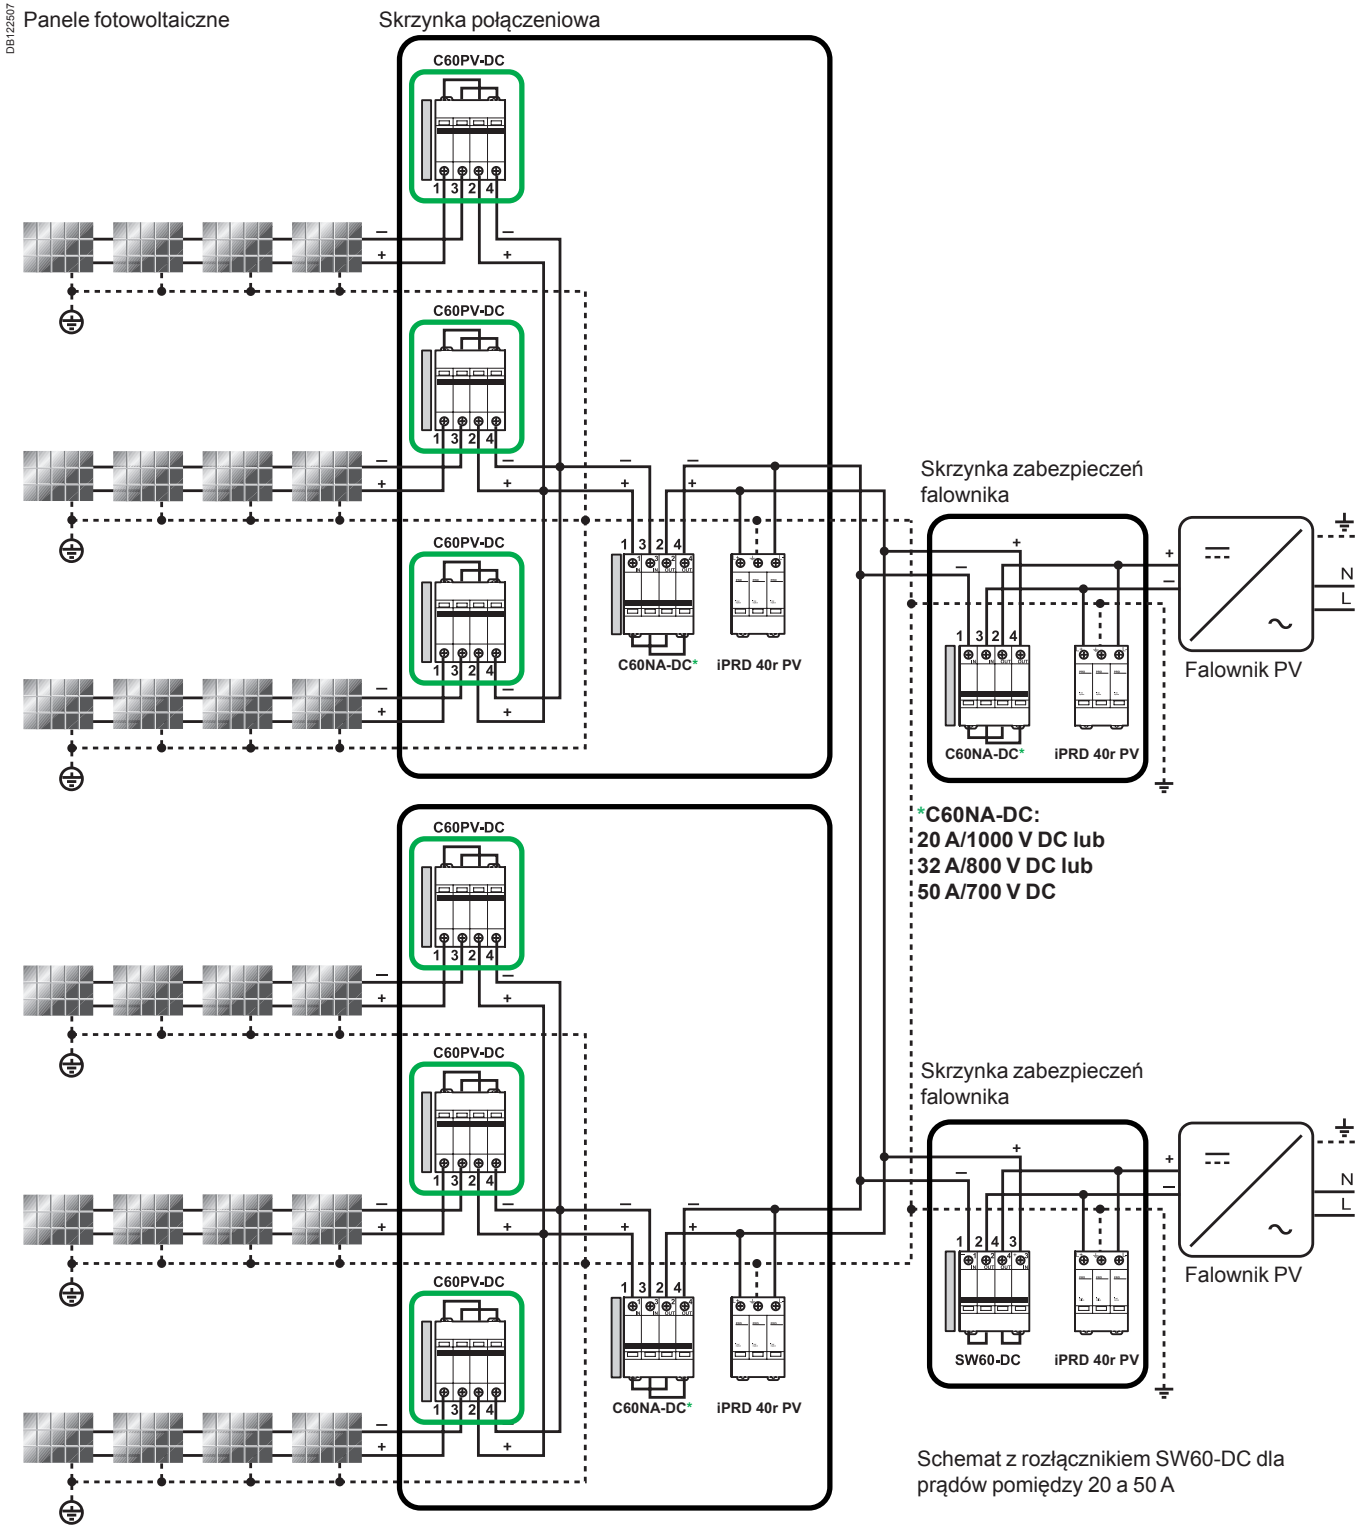 DB122507
Panele fotowoltaiczne
Skrzynka połączeniowa
C60PV-DC
1 3 2 4
– –
+ +
C60PV-DC
1 3 2 4
– – – –
+ + + +
C60PV-DC
1 3 2 4
– –
+ +
1 3 2 4
C60NA-DC*
iPRD 40r PV
Skrzynka zabezpieczeń
falownika
+
–
1 3 2 4
C60NA-DC*
iPRD 40r PV
+
–
N
L
Falownik PV
*C60NA-DC:
20 A/1000 V DC lub
32 A/800 V DC lub
50 A/700 V DC
C60PV-DC
1 3 2 4
– –
+ +
C60PV-DC
1 3 2 4
– – – –
+ + + +
C60PV-DC
1 3 2 4
– –
+ +
1 3 2 4
C60NA-DC*
iPRD 40r PV
Skrzynka zabezpieczeń
falownika
+
–
1 2 4 3
SW60-DC
iPRD 40r PV
+
–
N
L
Falownik PV
Schemat z rozłącznikiem SW60-DC dla
prądów pomiędzy 20 a 50 A